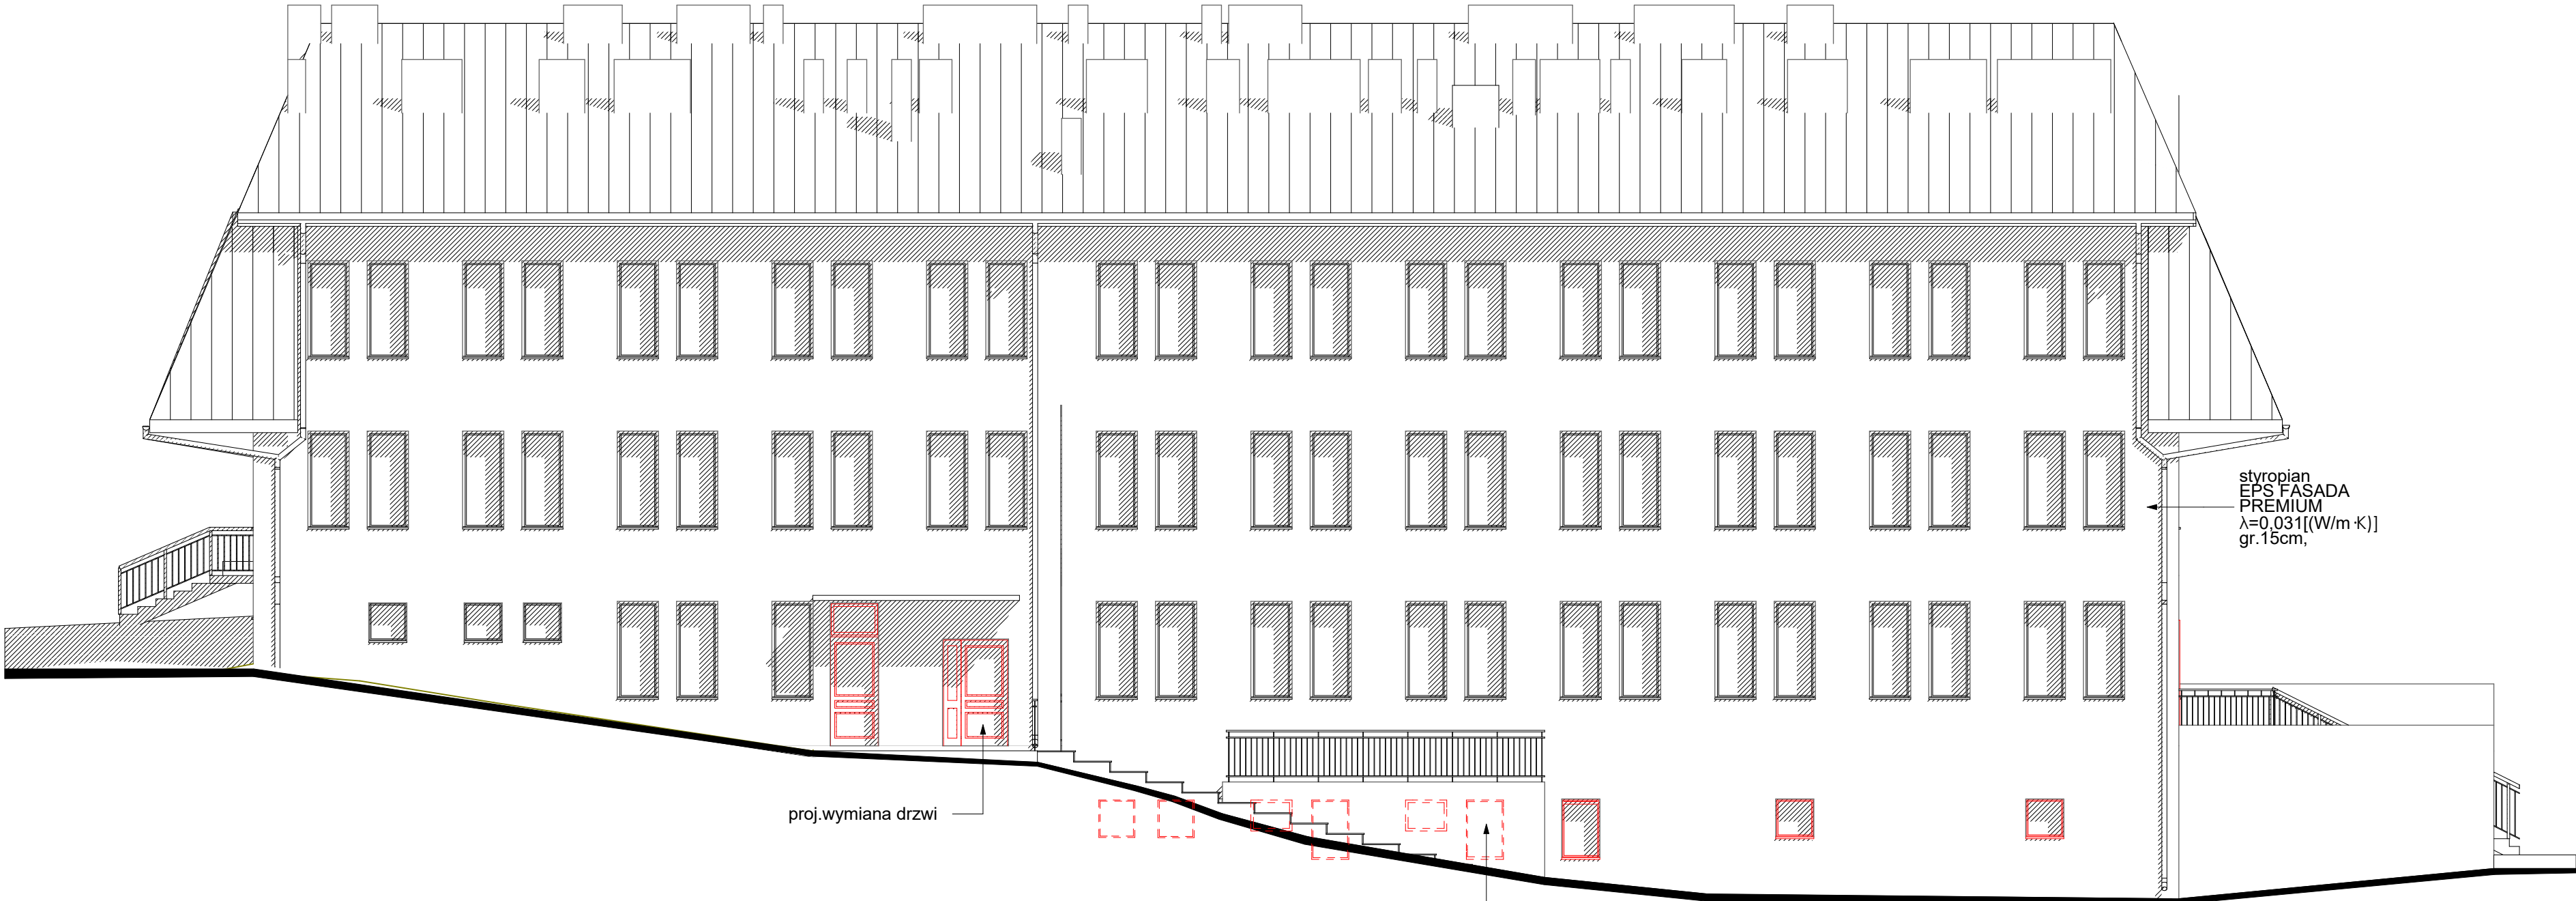 styropian
EPS FASADA
PREMIUM
λ=0,031[(W/m·K)]
gr.15cm,
proj.wymiana drzwi